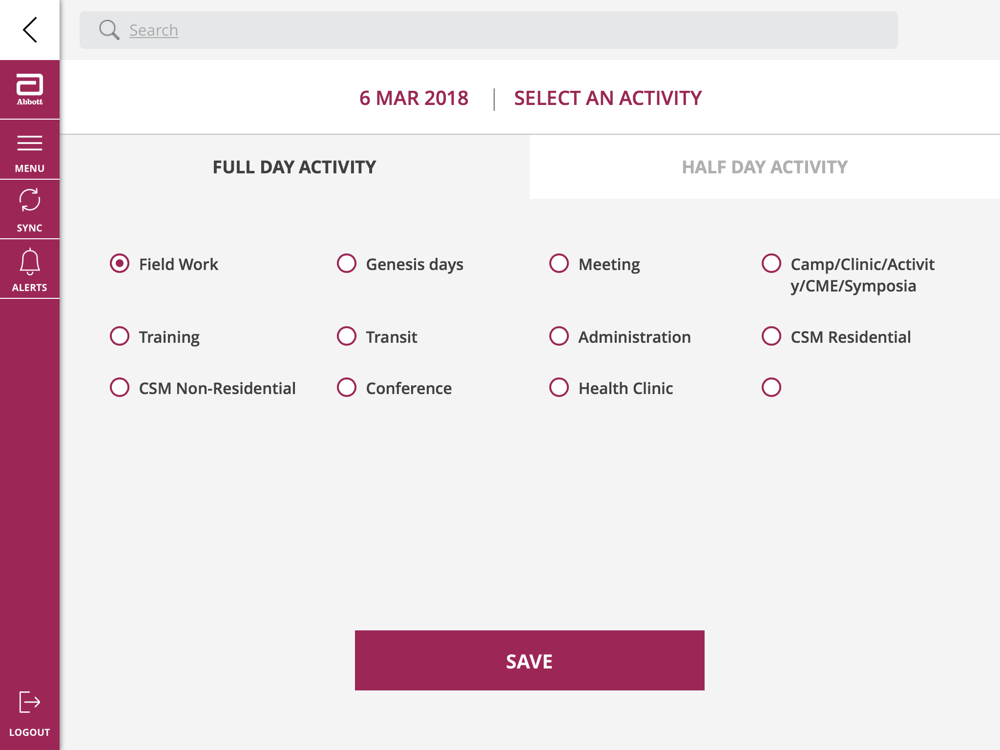 Search
Abbott
6 MAR 2018 | SELECT AN ACTIVITY
MENU
FULL DAY ACTIVITY
HALF DAY ACTIVITY
SYNC
ALERTS
Field Work
Genesis days
Meeting
Camp/Clinic/Activit
y/CME/Symposia
Training
Transit
Administration
CSM Residential
CSM Non-Residential
Conference
Health Clinic
SAVE
LOGOUT